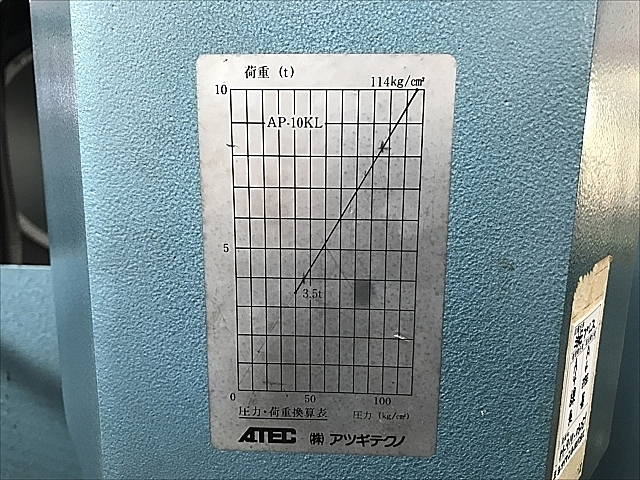 荷重 (t)
114kg/cm²
10
AP-10KL
5
3.5t
0
50
100
圧力・荷重換算表 圧力 (kg/cm²)
ATEC (株) アツギテクノ